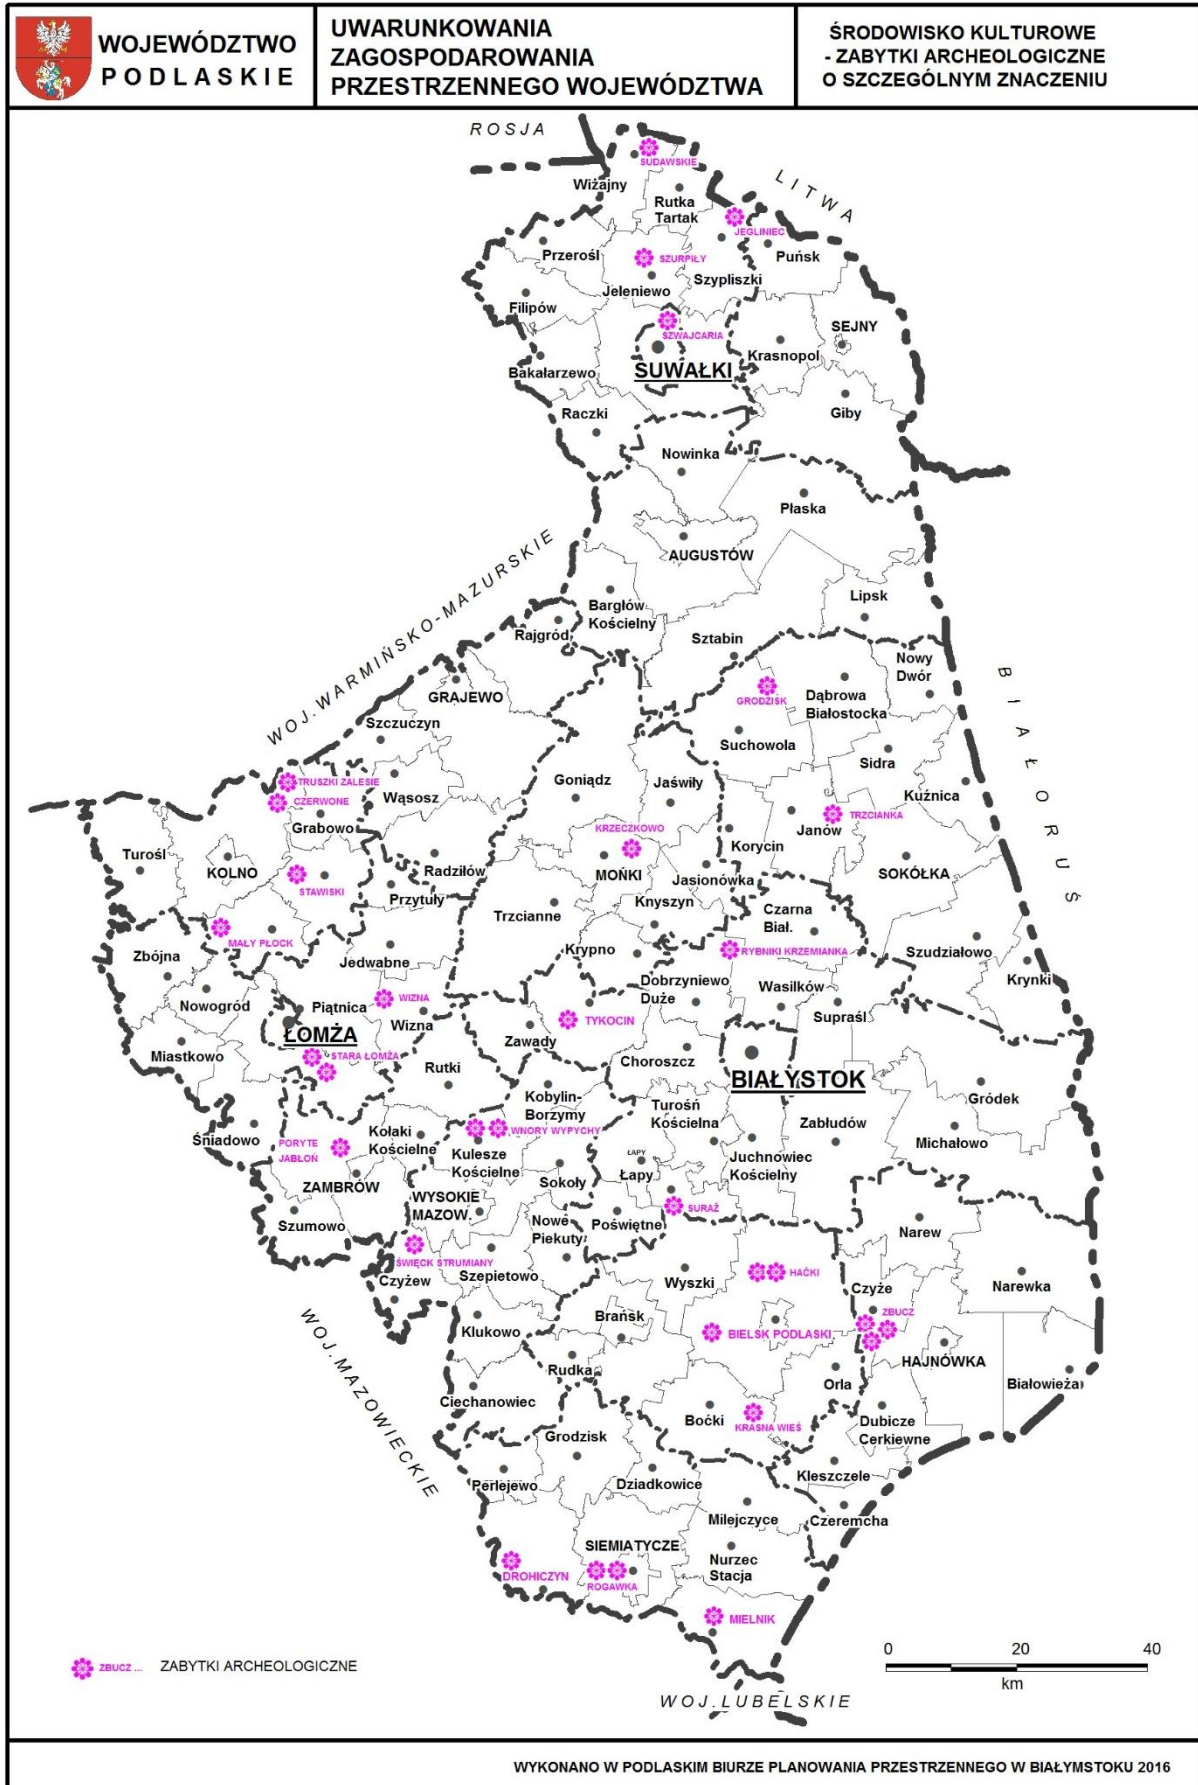 WOJEWÓDZTWO
PODLASKIE
UWARUNKOWANIA
ZAGOSPODAROWANIA
PRZESTRZENNEGO WOJEWÓDZTWA
ŚRODOWISKO KULTUROWE
- ZABYTKI ARCHEOLOGICZNE
O SZCZEGÓLNYM ZNACZENIU
ROSJA
SUDAWSKIE
LITWA
Wiżajny
Rutka
Tartak
JEGLINIEC
Przerośl
SZURPIŁY
Puńsk
Szypliszki
Jeleniewo
Filipów
SZWAJCARIA
SEJNY
Krasnopol
SUWAŁKI
Bakałarzewo
Raczki
Giby
Nowinka
Płaska
AUGUSTÓW
WOJ. WARMIŃSKO-MAZURSKIE
Bargłów
Kościelny
Lipsk
Rajgród
Sztabin
Nowy
Dwór
BIAŁORUŚ
GRAJEWO
GRODZISK
Dąbrowa
Białostocka
Szczuczyn
Suchowola
Sidra
TRUSZKI ZALESIE
Goniądz
Jaświły
Kuźnica
CZERWONE
Wąsosz
Grabowo
KRZECZKOWO
Janów
TRZCIANKA
Korycin
Turośl
KOLNO
Radziłów
MOŃKI
Jasionówka
SOKÓŁKA
STAWISKI
Przytuły
Trzcianne
Knyszyn
Czarna
Biał.
MAŁY PŁOCK
Krypno
RYBNIKI KRZEMIANKA
Szudziałowo
Zbójna
Jedwabne
Dobrzyniewo
Duże
Krynki
Nowogród
Piątnica
WIZNA
Wasilków
Supraśl
Wizna
TYKOCIN
ŁOMŻA
Zawady
Miastkowo
STARA ŁOMŻA
Choroszcz
Rutki
BIAŁYSTOK
Kobylin-
Borzymy
Gródek
Turośń
Kościelna
Zabłudów
Śniadowo
Kołaki
Kościelne
WNORY WYPYCHY
Michałowo
PORYTE
JABŁOŃ
Kulesze
Kościelne
ŁAPY
Łapy
Juchnowiec
Kościelny
ZAMBRÓW
WYSOKIE
MAZOW.
Sokoły
SURAŻ
Szumowo
Nowe
Piekuty
Poświętne
Narew
ŚWIĘCK STRUMIANY
Szepietowo
HAĆKI
Czyżew
Wyszki
Czyże
Narewka
Brańsk
ZBUCZ
Klukowo
BIELSK PODLASKI
HAJNÓWKA
WOJ. MAZOWIECKIE
Rudka
Orla
Białowieża
Ciechanowiec
Boćki
KRASNA WIEŚ
Dubicze
Cerkiewne
Grodzisk
Kleszczele
Perlejewo
Dziadkowice
Milejczyce
Czeremcha
SIEMIATYCZE
Nurzec
Stacja
DROHICZYN
ROGAWKA
MIELNIK
0 20 40
km
ZBUCZ ... ZABYTKI ARCHEOLOGICZNE
WOJ. LUBELSKIE
WYKONANO W PODLASKIM BIURZE PLANOWANIA PRZESTRZENNEGO W BIAŁYMSTOKU 2016